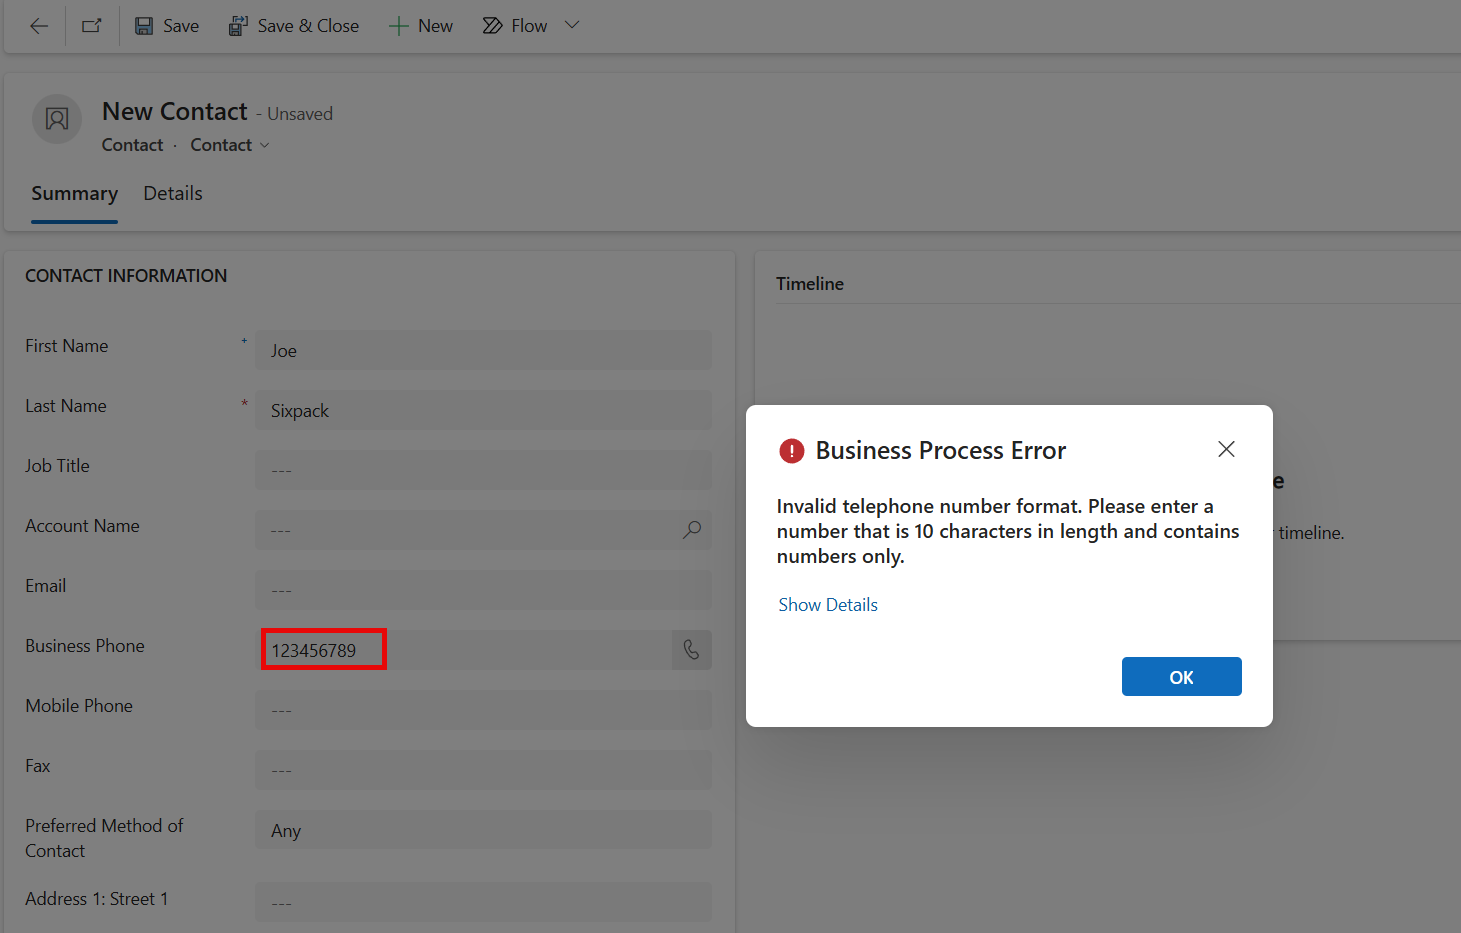 Save Save & Close New Flow
New Contact - Unsaved
Contact · Contact
Summary Details
CONTACT INFORMATION
Timeline
First Name + Joe
Last Name * Sixpack
Job Title ---
Account Name ---
Email ---
Business Phone 123456789
Mobile Phone ---
Fax ---
Preferred Method of
Contact
Any
Address 1: Street 1 ---
e
timeline.
Business Process Error
Invalid telephone number format. Please enter a
number that is 10 characters in length and contains
numbers only.
Show Details
OK